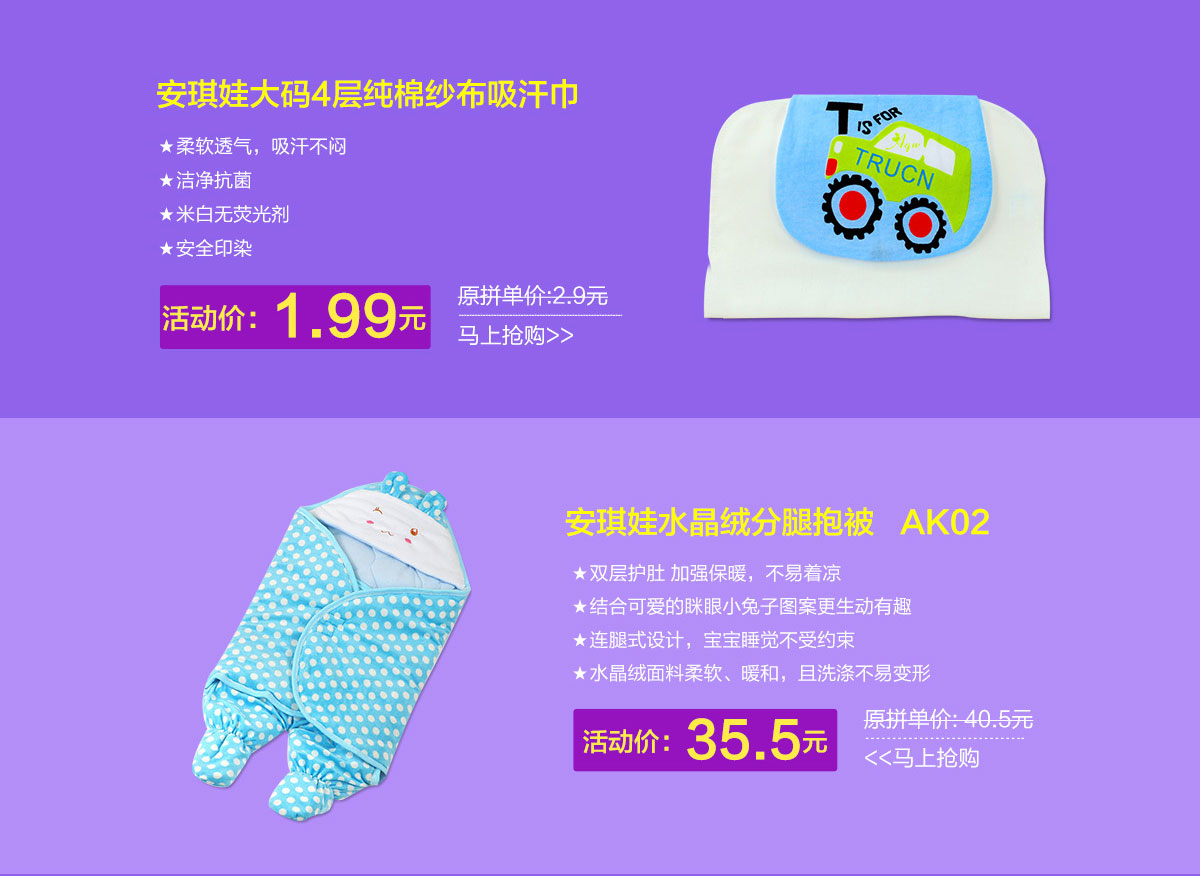 安琪娃大码4层纯棉纱布吸汗巾
★柔软透气，吸汗不闷
★洁净抗菌
★米白无荧光剂
★安全印染
活动价：1.99元
原拼单价:2.9元
马上抢购>>
T IS FOR
TRUCN
安琪娃水晶绒分腿抱被 AK02
★双层护肚 加强保暖，不易着凉
★结合可爱的眯眼小兔子图案更生动有趣
★连腿式设计，宝宝睡觉不受约束
★水晶绒面料柔软、暖和，且洗涤不易变形
活动价：35.5元
原拼单价: 40.5元
<<马上抢购